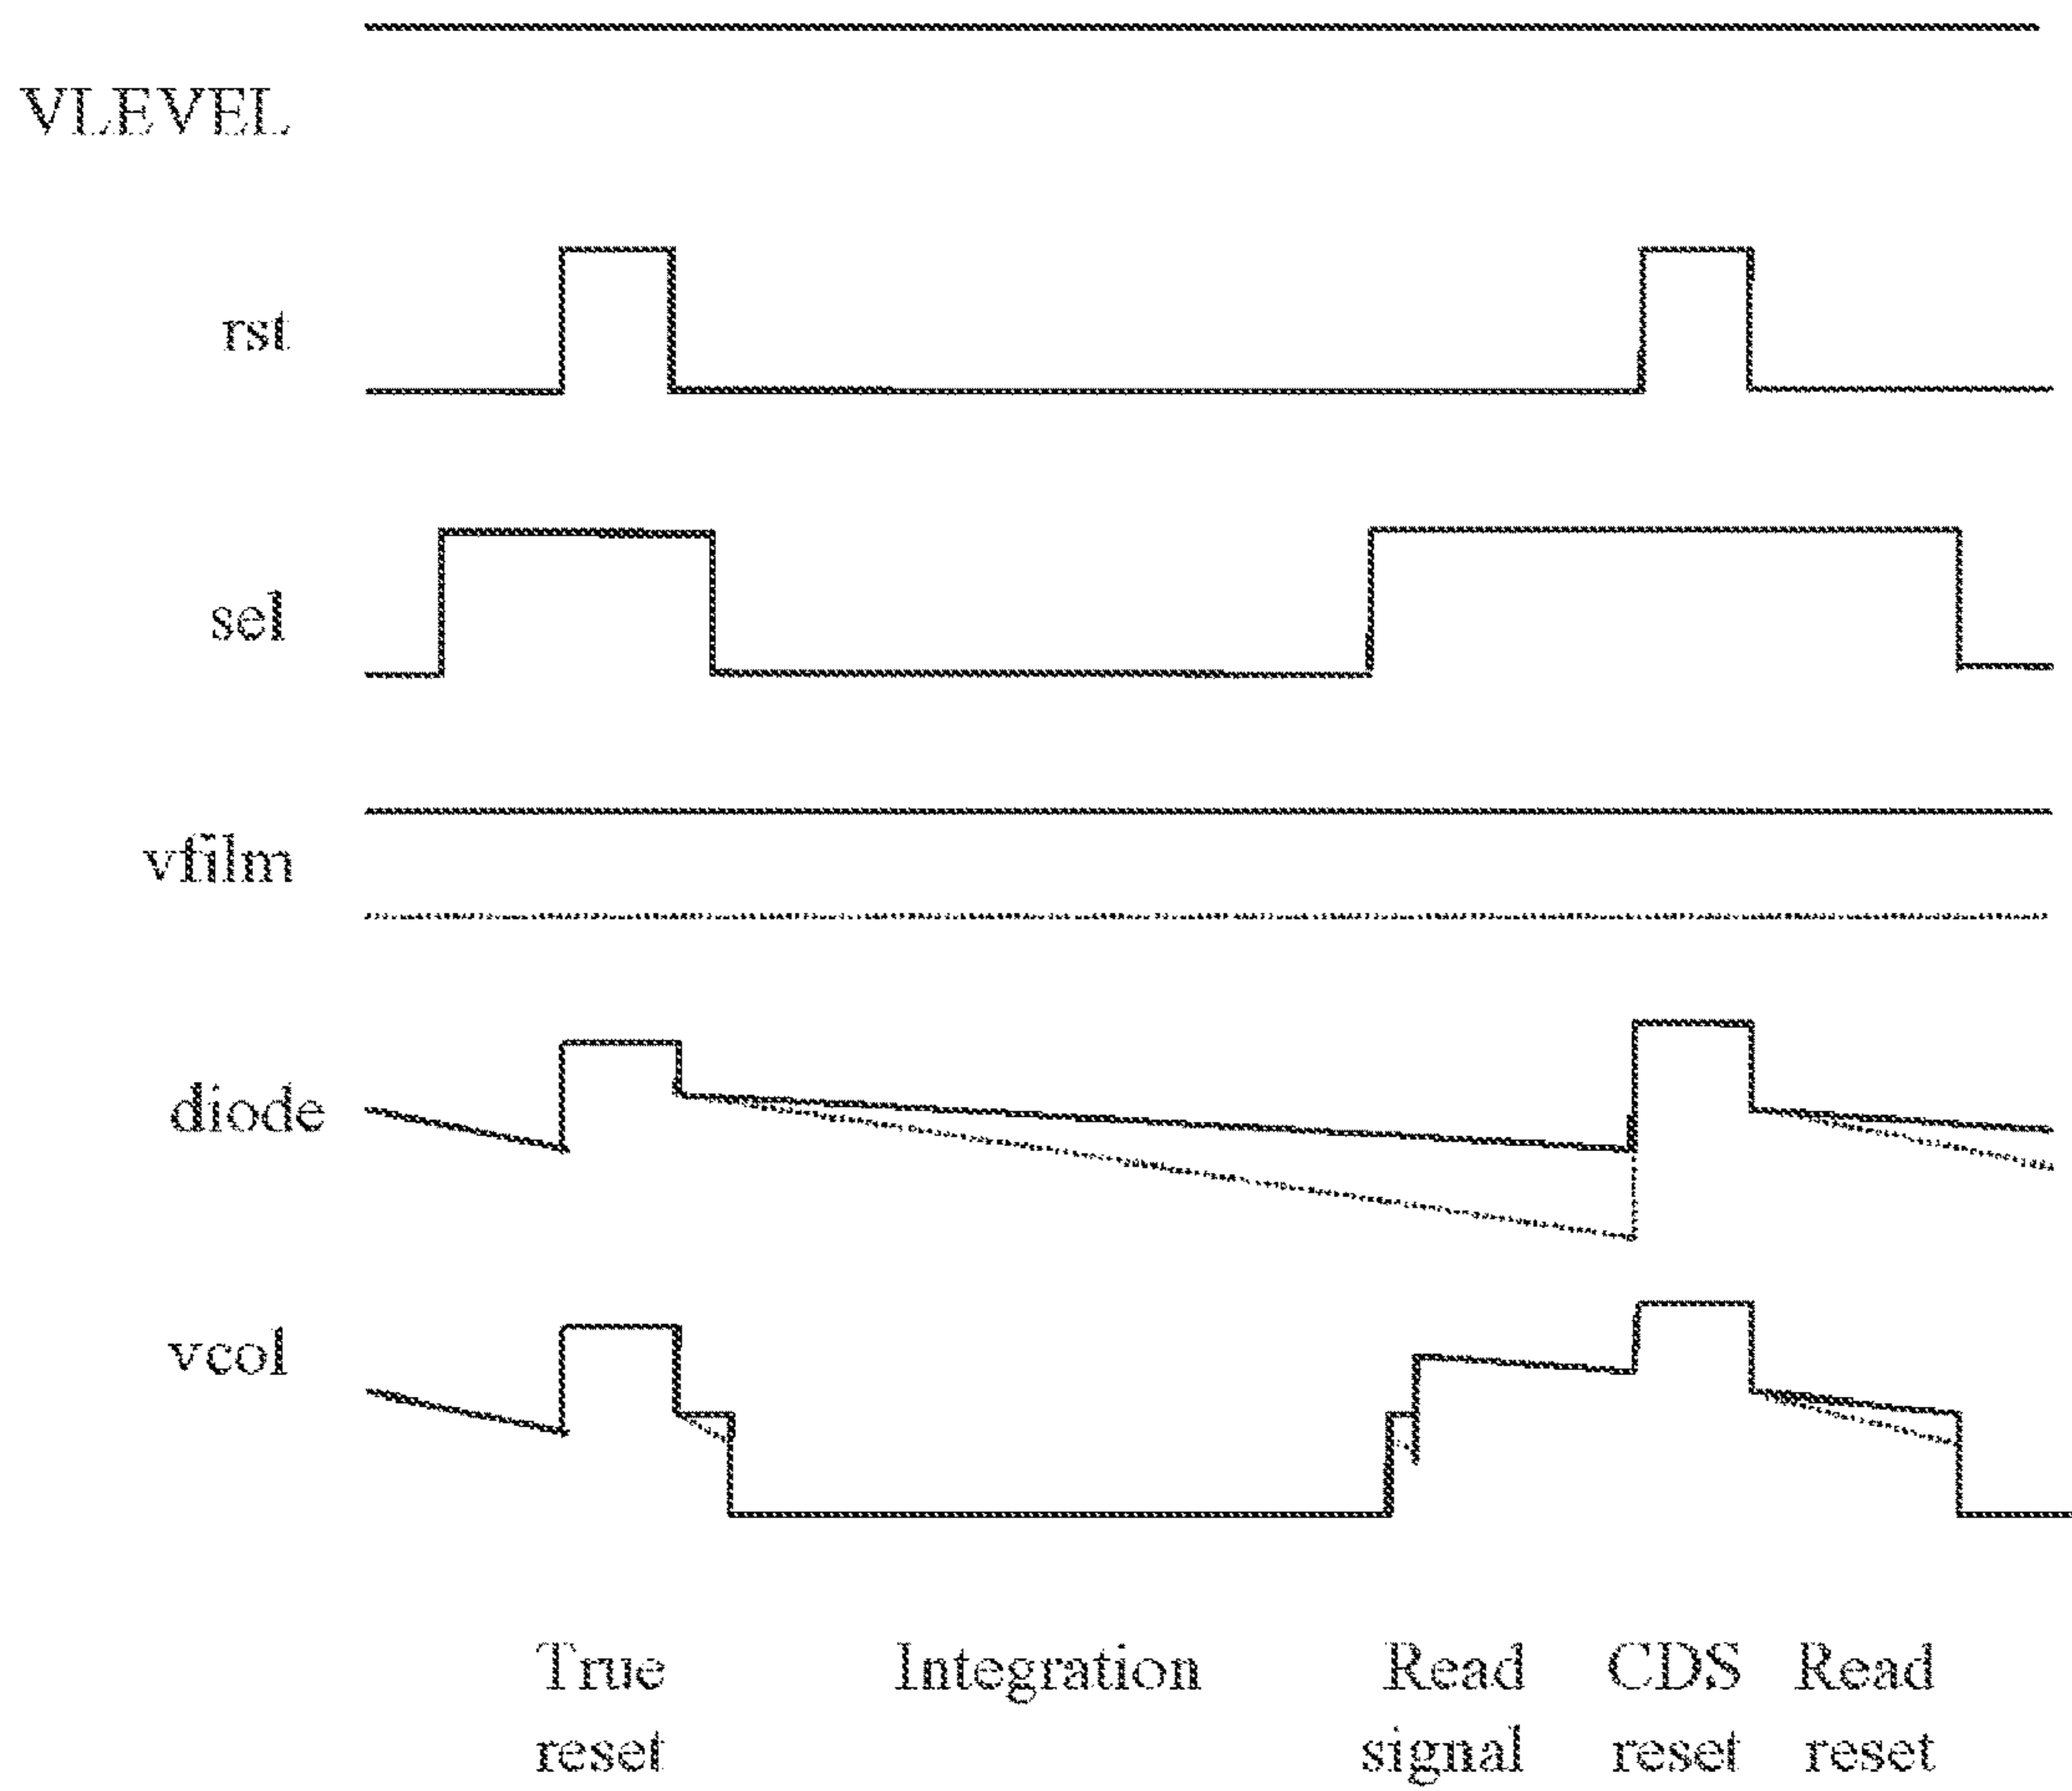 VLEVEL
rst
sel
vfilm
diode
vcol
True reset
Integration
Read signal
CDS reset
Read reset